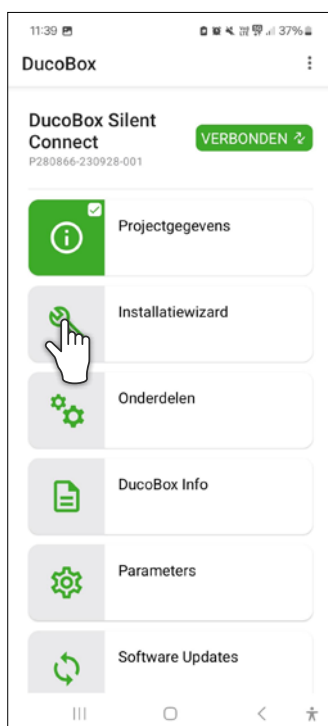 11:39
37%
DucoBox
DucoBox Silent
Connect
VERBONDEN
P280866-230928-001
Projectgegevens
Installatiewizard
Onderdelen
DucoBox Info
Parameters
Software Updates